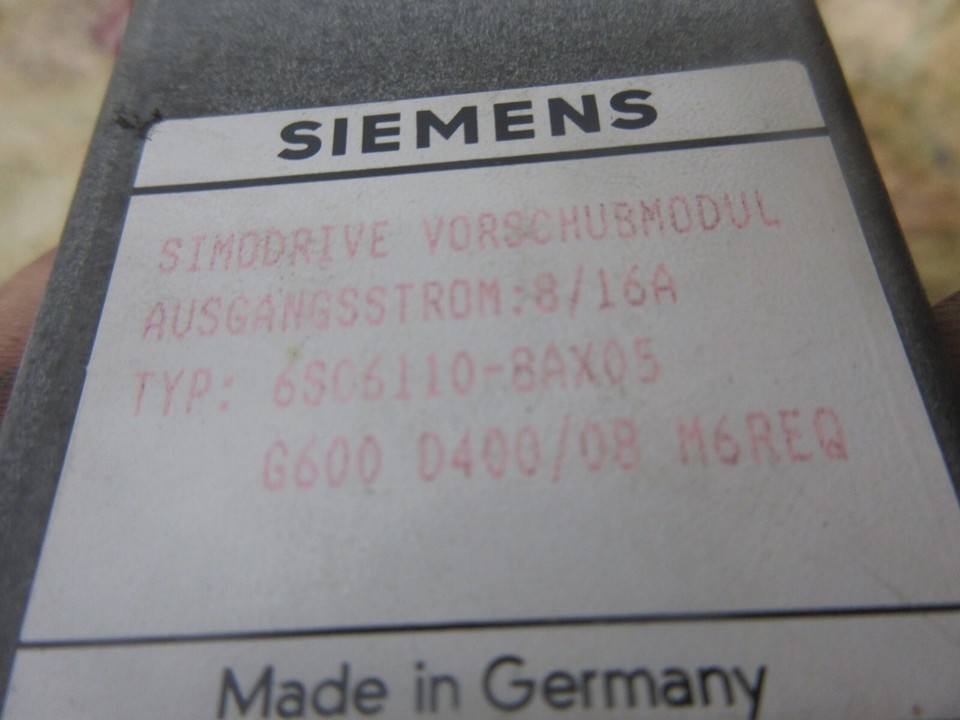 SIEMENS
SIMODRIVE VORSCHUBMODUL
AUSGANGSSTROM:8/16A
TYP: 6SC6110-8AX05
G600 D400/08 M6REQ
Made in Germany